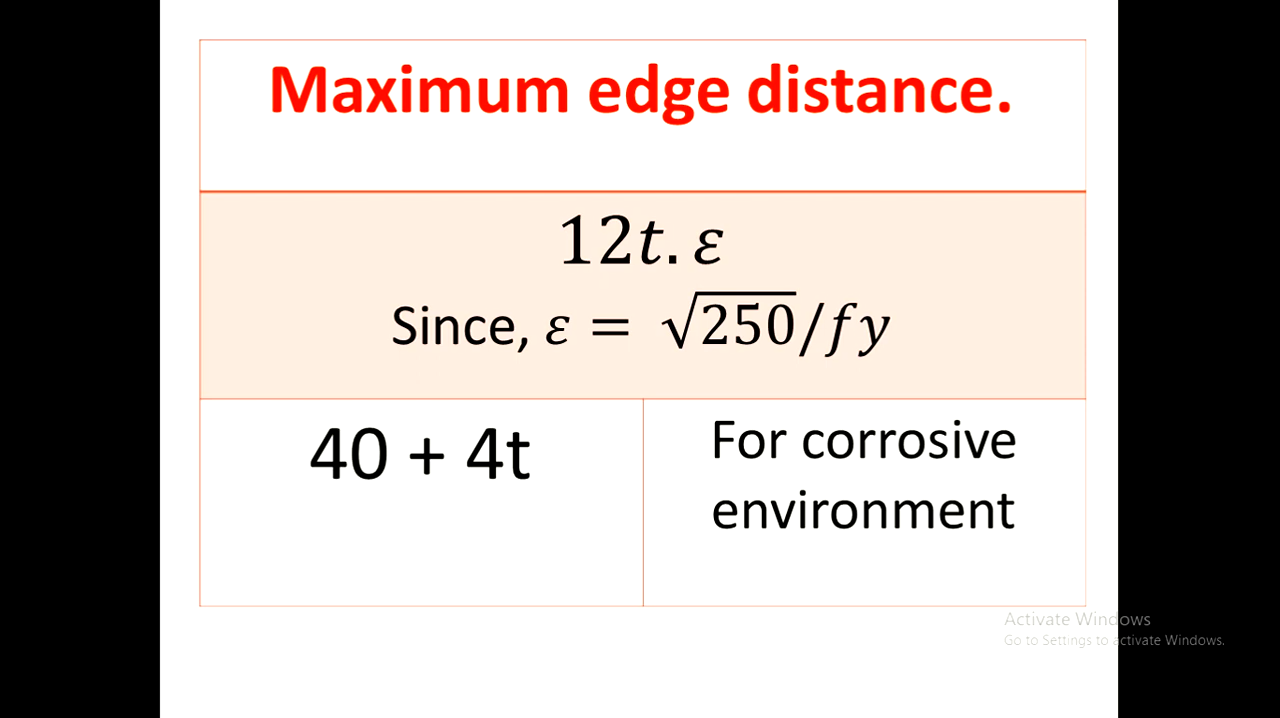 Maximum edge distance.
12t. ε
Since, ε = √250/fy
40 + 4t
For corrosive
environment
Activate Windows
Go to Settings to activate Windows.